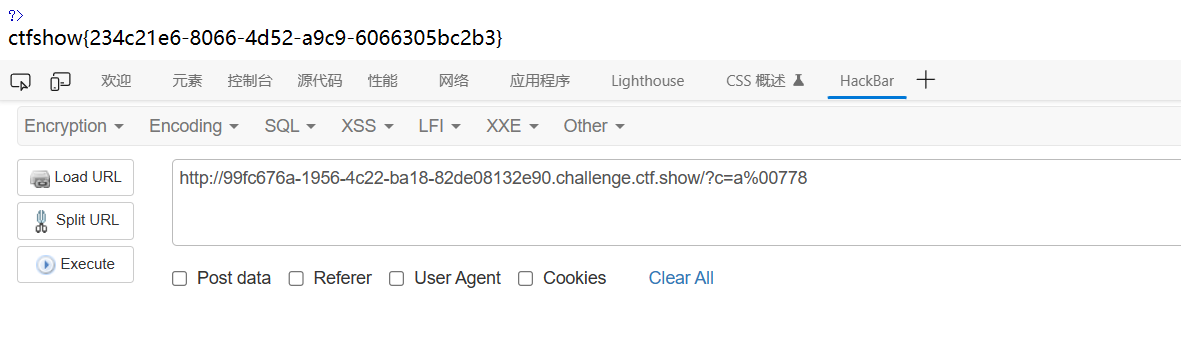 ?>
ctfshow{234c21e6-8066-4d52-a9c9-6066305bc2b3}
欢迎 元素 控制台 源代码 性能 网络 应用程序 Lighthouse CSS 概述 HackBar
Encryption Encoding SQL XSS LFI XXE Other
Load URL http://99fc676a-1956-4c22-ba18-82de08132e90.challenge.ctf.show/?c=a%00778
Split URL
Execute
Post data Referer User Agent Cookies Clear All